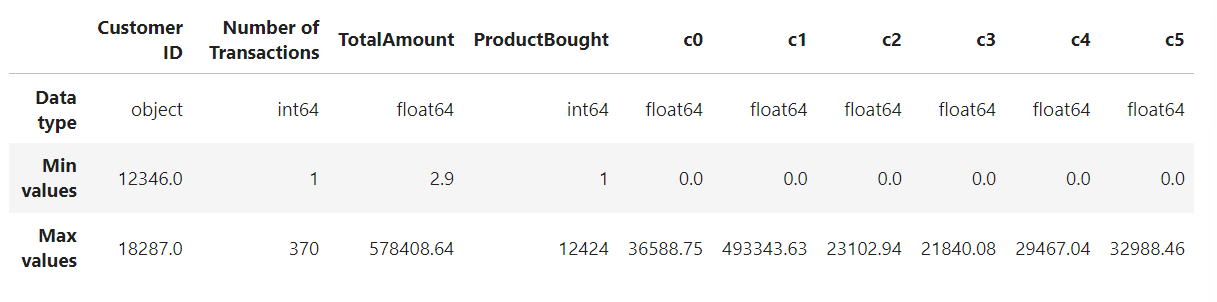 Customer ID Number of Transactions TotalAmount ProductBought c0 c1 c2 c3 c4 c5
Data type object int64 float64 int64 float64 float64 float64 float64 float64 float64
Min values 12346.0 1 2.9 1 0.0 0.0 0.0 0.0 0.0 0.0
Max values 18287.0 370 578408.64 12424 36588.75 493343.63 23102.94 21840.08 29467.04 32988.46